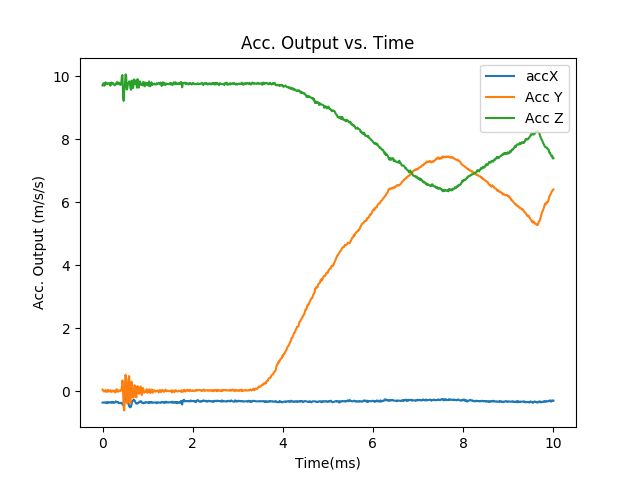 Acc. Output vs. Time
accX
Acc Y
Acc Z
Acc. Output (m/s/s)
10
8
6
4
2
0
0 2 4 6 8 10
Time(ms)